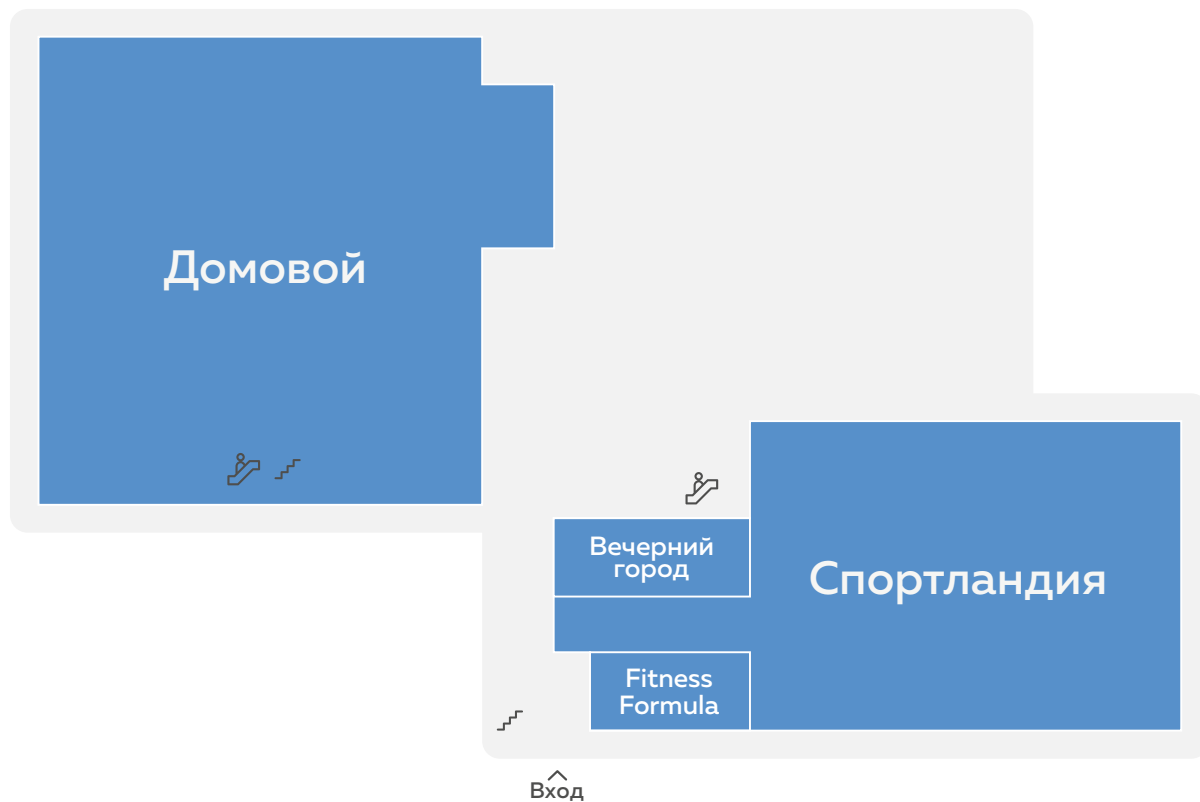 Домовой
Вечерний
город
Спортландия
Fitness
Formula
Вход